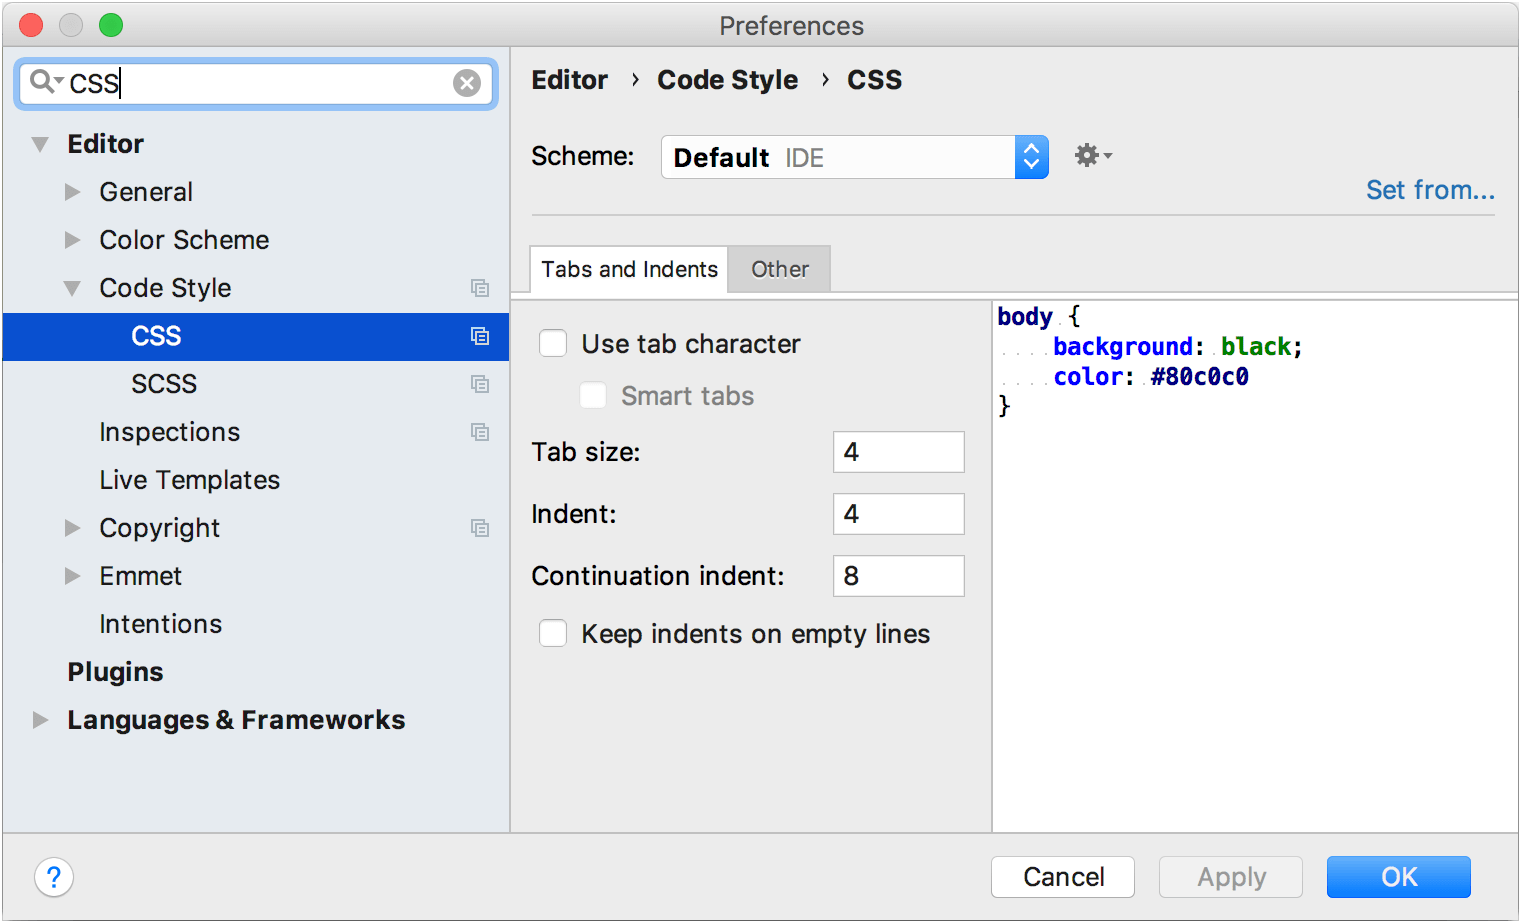 Preferences
CSS
Editor
General
Color Scheme
Code Style
CSS
SCSS
Inspections
Live Templates
Copyright
Emmet
Intentions
Plugins
Languages & Frameworks
Editor › Code Style › CSS
Scheme: Default IDE
Set from...
Tabs and Indents Other
Use tab character
Smart tabs
Tab size: 4
Indent: 4
Continuation indent: 8
Keep indents on empty lines
body {
    background: black;
    color: #80c0c0
}
? Cancel Apply OK